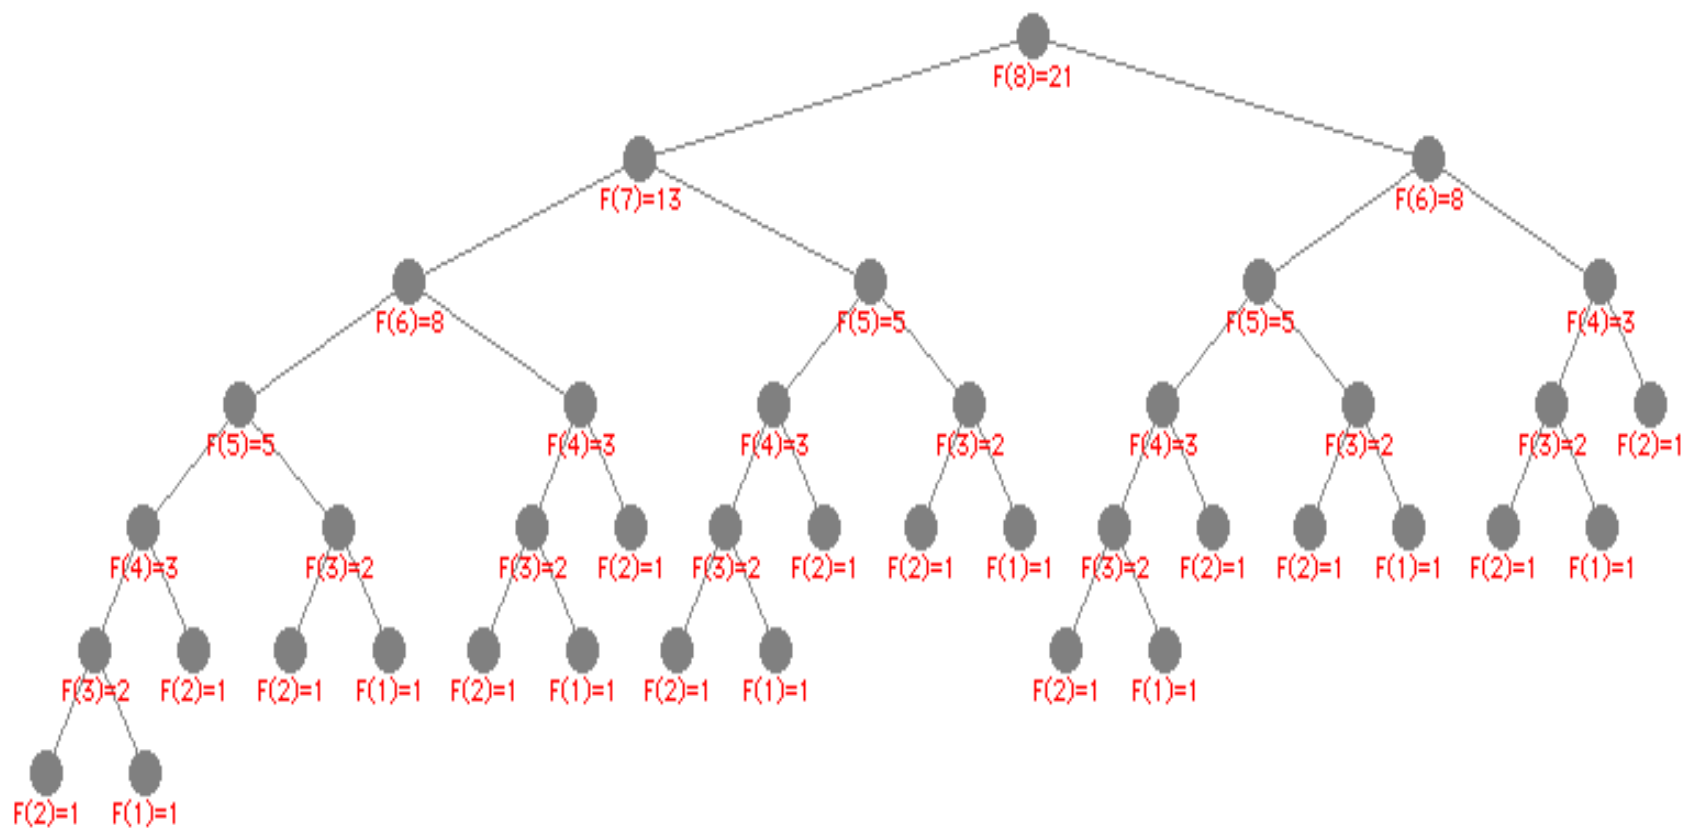 F(8)=21
F(7)=13 F(6)=8
F(6)=8 F(5)=5 F(5)=5 F(4)=3
F(5)=5 F(4)=3 F(4)=3 F(3)=2 F(4)=3 F(3)=2 F(3)=2 F(2)=1
F(4)=3 F(3)=2 F(3)=2 F(2)=1 F(3)=2 F(2)=1 F(2)=1 F(1)=1 F(3)=2 F(2)=1 F(2)=1 F(1)=1 F(2)=1 F(1)=1
F(3)=2 F(2)=1 F(2)=1 F(1)=1 F(2)=1 F(1)=1 F(2)=1 F(1)=1 F(2)=1 F(1)=1
F(2)=1 F(1)=1